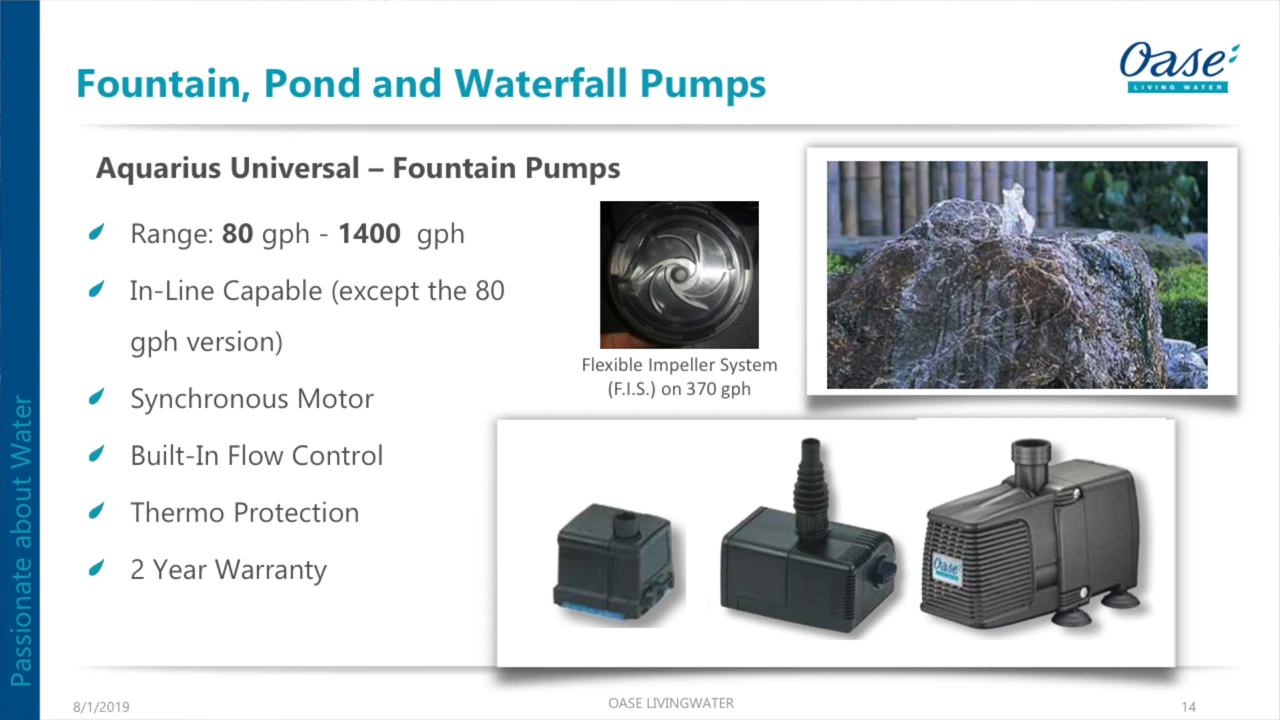 Fountain, Pond and Waterfall Pumps
Oase
LIVING WATER
Aquarius Universal – Fountain Pumps
Range: 80 gph - 1400 gph
In-Line Capable (except the 80
gph version)
Synchronous Motor
Built-In Flow Control
Thermo Protection
2 Year Warranty
Flexible Impeller System
(F.I.S.) on 370 gph
Oase
Passionate about Water
8/1/2019
OASE LIVINGWATER
14